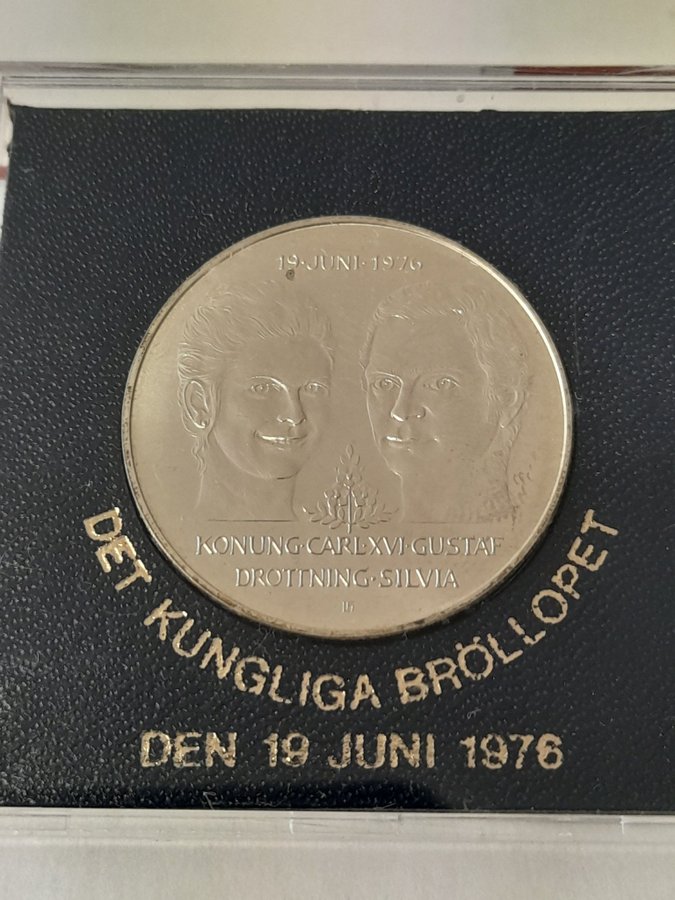 19·JUNI·1976
KONUNG·CARL·XVI·GUSTAF
DROTTNING·SILVIA
DET KUNGLIGA BRÖLLOPET
DEN 19 JUNI 1976